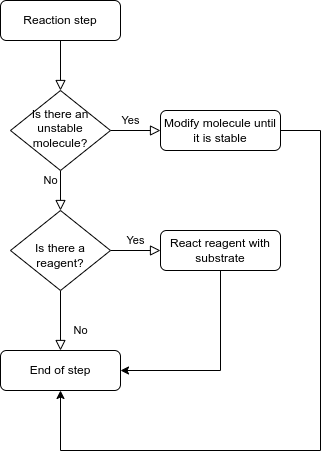 Reaction step
Is there an
unstable
molecule?
Yes
Modify molecule until
it is stable
No
Is there a
reagent?
Yes
React reagent with
substrate
No
End of step